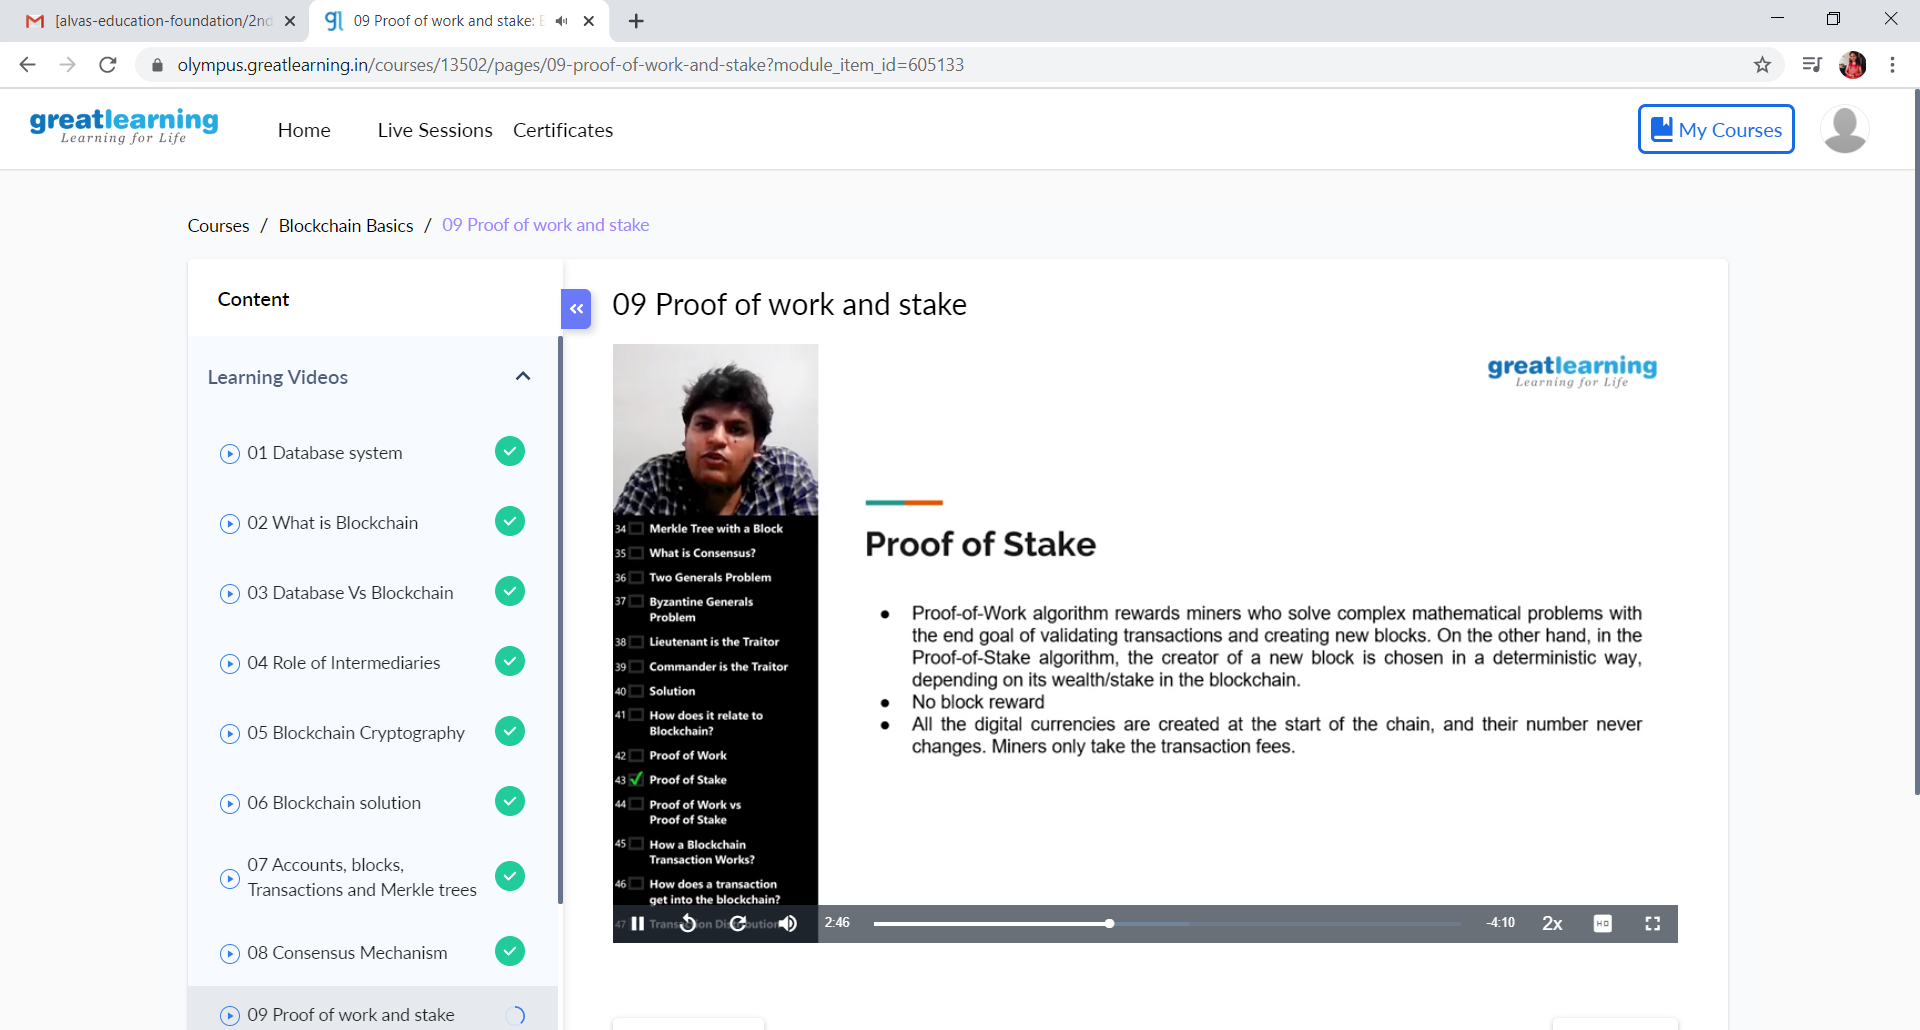 [alvas-education-foundation/2nd
09 Proof of work and stake:
olympus.greatlearning.in/courses/13502/pages/09-proof-of-work-and-stake?module_item_id=605133
greatlearning
Learning for Life
Home
Live Sessions
Certificates
My Courses
Courses / Blockchain Basics / 09 Proof of work and stake
Content
Learning Videos
01 Database system
02 What is Blockchain
03 Database Vs Blockchain
04 Role of Intermediaries
05 Blockchain Cryptography
06 Blockchain solution
07 Accounts, blocks,
Transactions and Merkle trees
08 Consensus Mechanism
09 Proof of work and stake
09 Proof of work and stake
34 Merkle Tree with a Block
35 What is Consensus?
36 Two Generals Problem
37 Byzantine Generals
Problem
38 Lieutenant is the Traitor
39 Commander is the Traitor
40 Solution
41 How does it relate to
Blockchain?
42 Proof of Work
43 Proof of Stake
44 Proof of Work vs
Proof of Stake
45 How a Blockchain
Transaction Works?
46 How does a transaction
get into the blockchain?
47 Transaction Distribution
greatlearning
Learning for Life
Proof of Stake
● Proof-of-Work algorithm rewards miners who solve complex mathematical problems with
the end goal of validating transactions and creating new blocks. On the other hand, in the
Proof-of-Stake algorithm, the creator of a new block is chosen in a deterministic way,
depending on its wealth/stake in the blockchain.
● No block reward
● All the digital currencies are created at the start of the chain, and their number never
changes. Miners only take the transaction fees.
2:46
-4:10
2x
HD